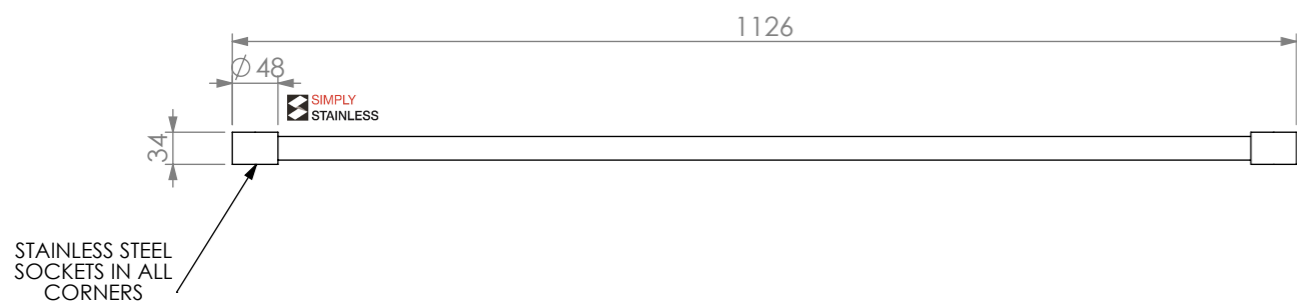 1126
∅ 48
SIMPLY
STAINLESS
34
STAINLESS STEEL
SOCKETS IN ALL
CORNERS